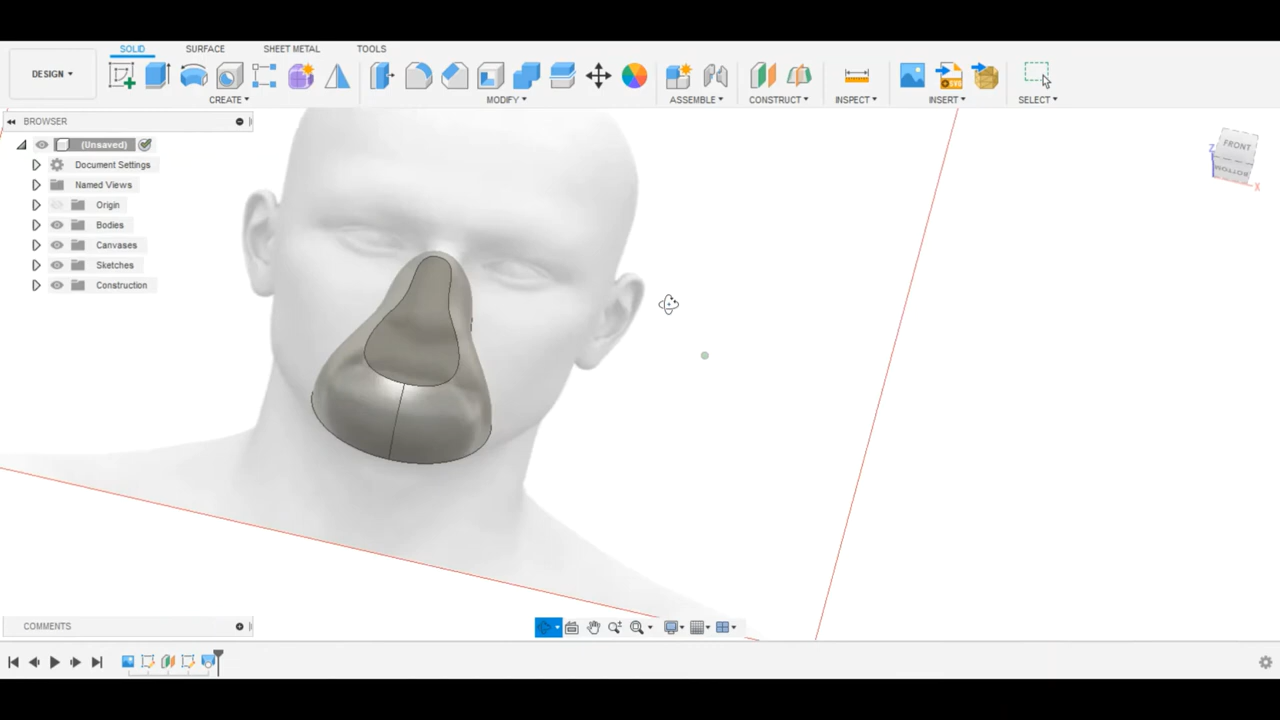 SOLID SURFACE SHEET METAL TOOLS
DESIGN
CREATE MODIFY ASSEMBLE CONSTRUCT INSPECT INSERT SELECT
BROWSER
(Unsaved)
Document Settings
Named Views
Origin
Bodies
Canvases
Sketches
Construction
FRONT
BOTTOM
Z
X
COMMENTS